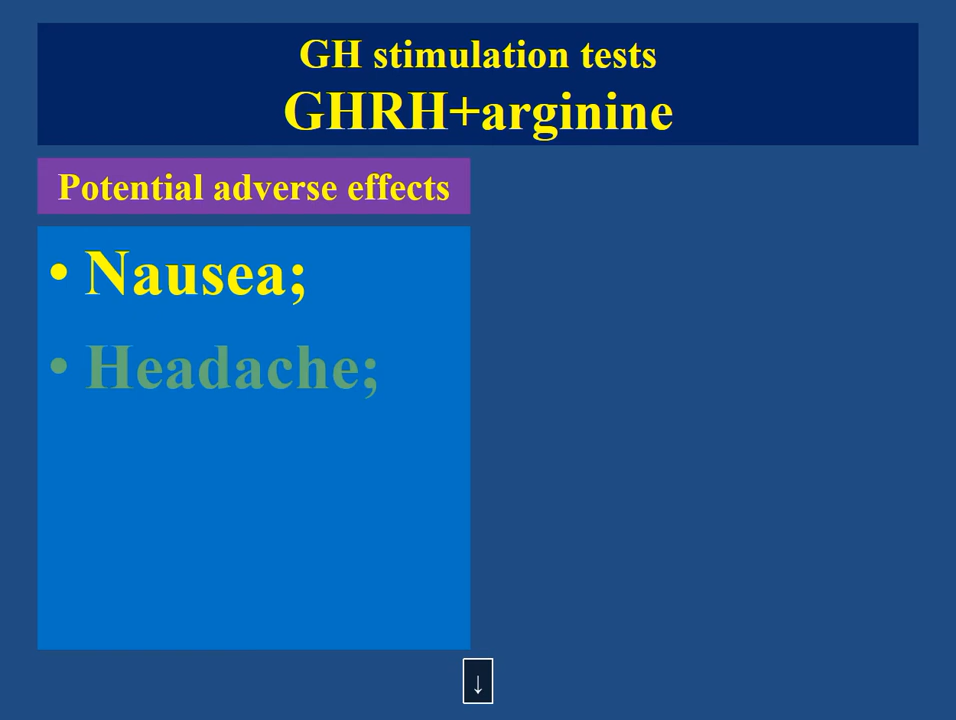 GH stimulation tests
GHRH+arginine
Potential adverse effects
• Nausea;
• Headache;
↓